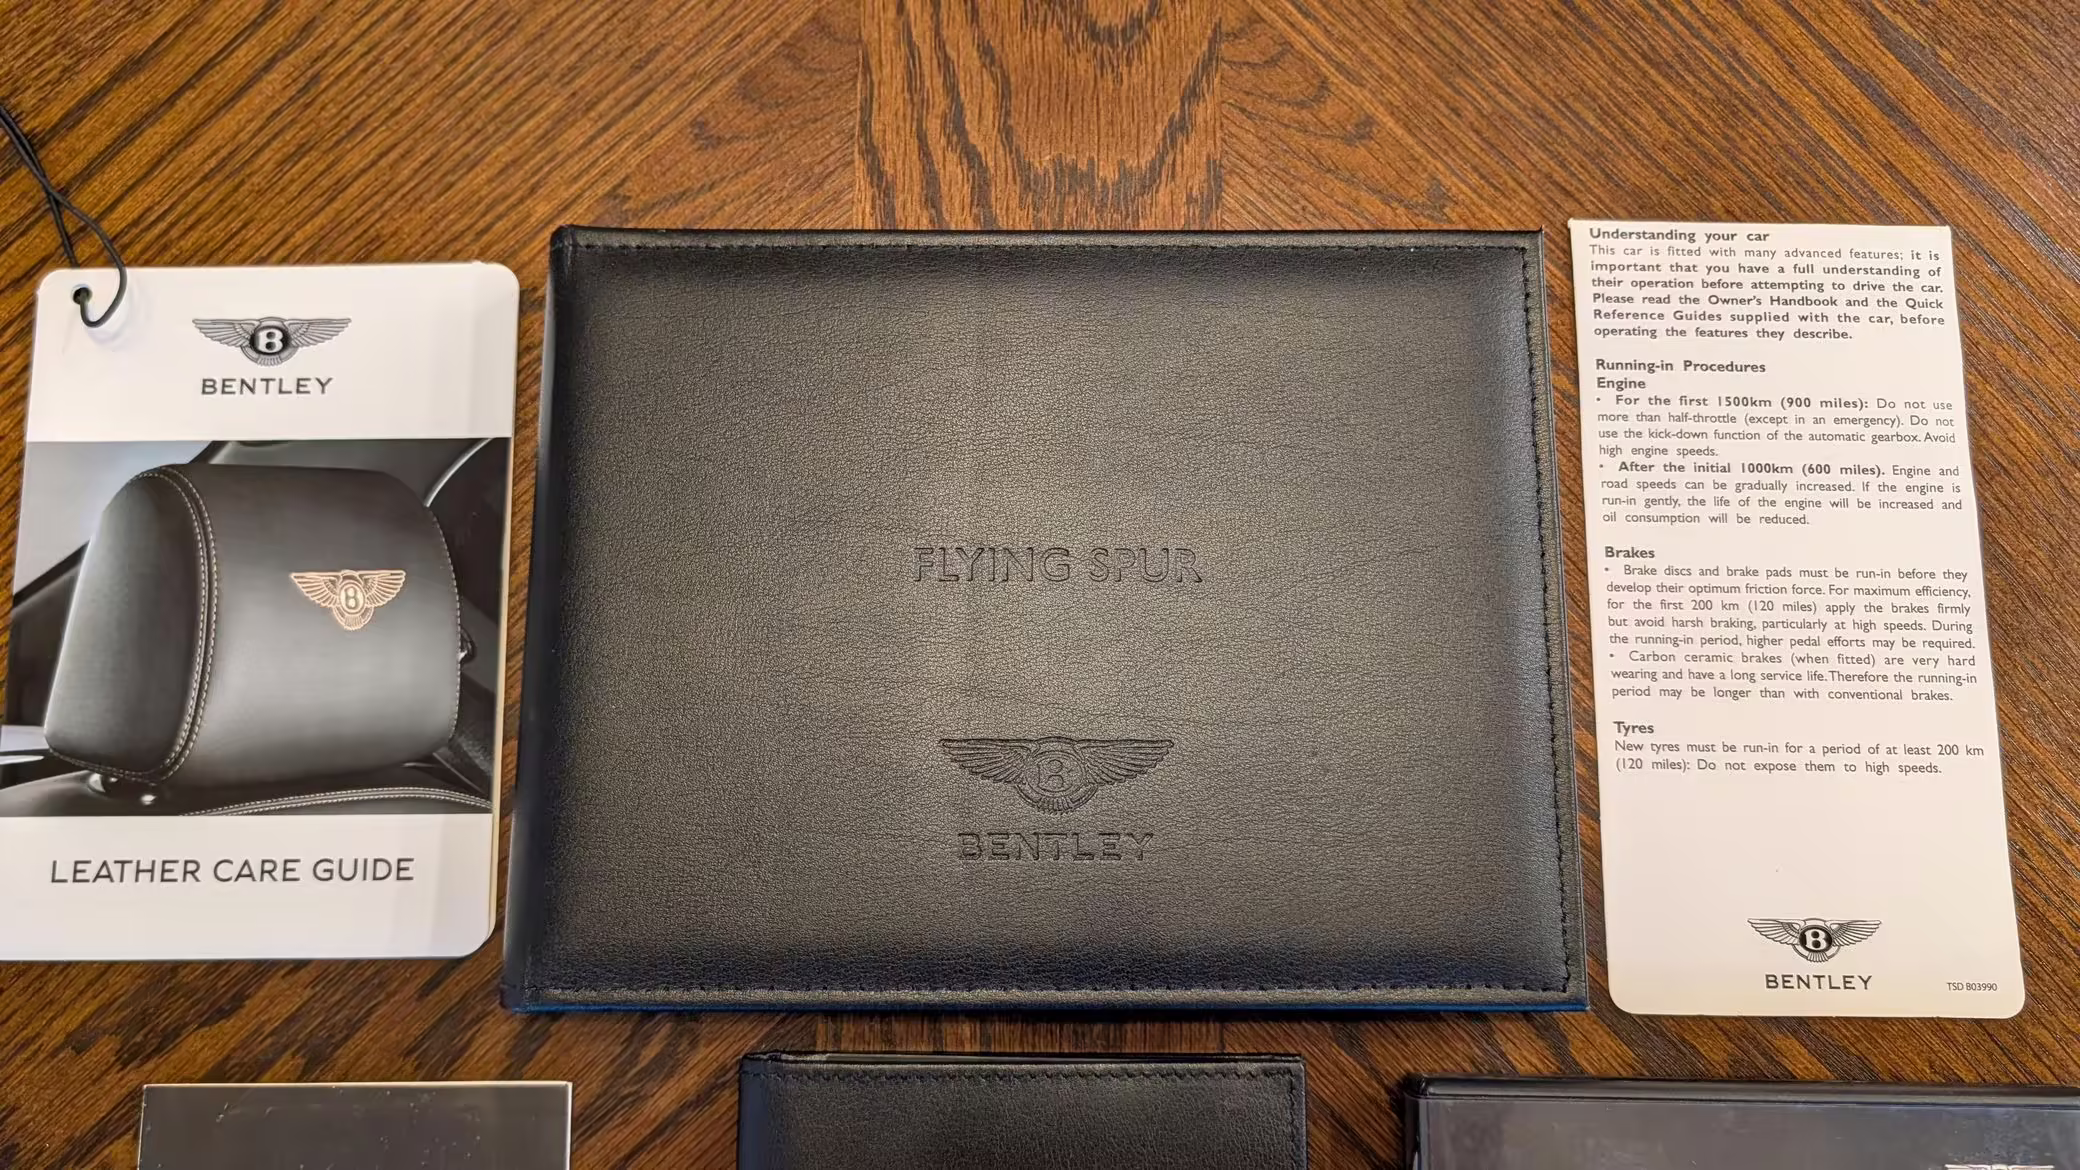 B
BENTLEY
B
LEATHER CARE GUIDE
FLYING SPUR
B
BENTLEY
Understanding your car
This car is fitted with many advanced features; it is
important that you have a full understanding of
their operation before attempting to drive the car.
Please read the Owner's Handbook and the Quick
Reference Guides supplied with the car, before
operating the features they describe.
Running-in Procedures
Engine
• For the first 1500km (900 miles): Do not use
more than half-throttle (except in an emergency). Do not
use the kick-down function of the automatic gearbox. Avoid
high engine speeds.
• After the initial 1000km (600 miles). Engine and
road speeds can be gradually increased. If the engine is
run-in gently, the life of the engine will be increased and
oil consumption will be reduced.
Brakes
• Brake discs and brake pads must be run-in before they
develop their optimum friction force. For maximum efficiency,
for the first 200 km (120 miles) apply the brakes firmly
but avoid harsh braking, particularly at high speeds. During
the running-in period, higher pedal efforts may be required.
• Carbon ceramic brakes (when fitted) are very hard
wearing and have a long service life. Therefore the running-in
period may be longer than with conventional brakes.
Tyres
New tyres must be run-in for a period of at least 200 km
(120 miles): Do not expose them to high speeds.
B
BENTLEY
TSD B03990